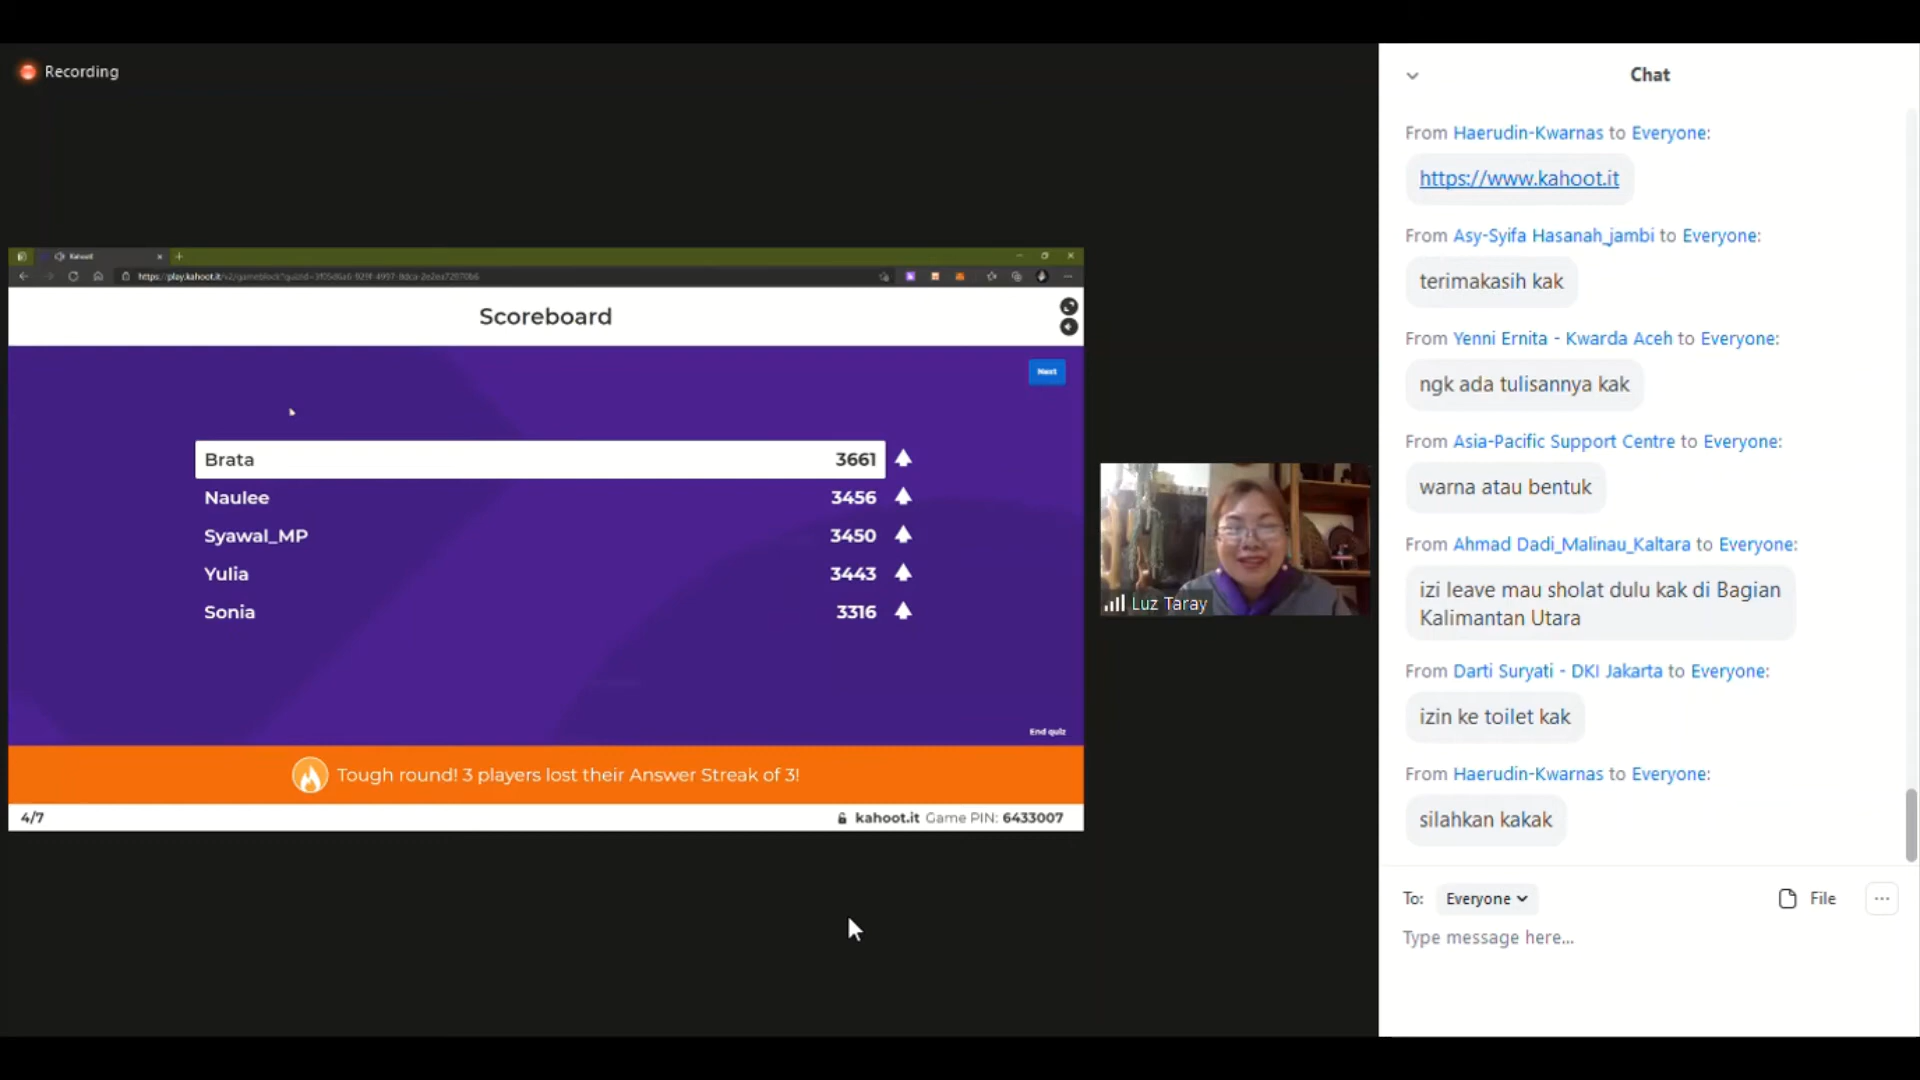 Recording
Kahoot
Scoreboard
Next
Brata 3661
Naulee 3456
Syawal_MP 3450
Yulia 3443
Sonia 3316
End quiz
Tough round! 3 players lost their Answer Streak of 3!
4/7
kahoot.it Game PIN: 6433007
Luz Taray
Chat
From Haerudin-Kwarnas to Everyone:
https://www.kahoot.it
From Asy-Syifa Hasanah_jambi to Everyone:
terimakasih kak
From Yenni Ernita - Kwarda Aceh to Everyone:
ngk ada tulisannya kak
From Asia-Pacific Support Centre to Everyone:
warna atau bentuk
From Ahmad Dadi_Malinau_Kaltara to Everyone:
izi leave mau sholat dulu kak di Bagian
Kalimantan Utara
From Darti Suryati - DKI Jakarta to Everyone:
izin ke toilet kak
From Haerudin-Kwarnas to Everyone:
silahkan kakak
To: Everyone File
Type message here...